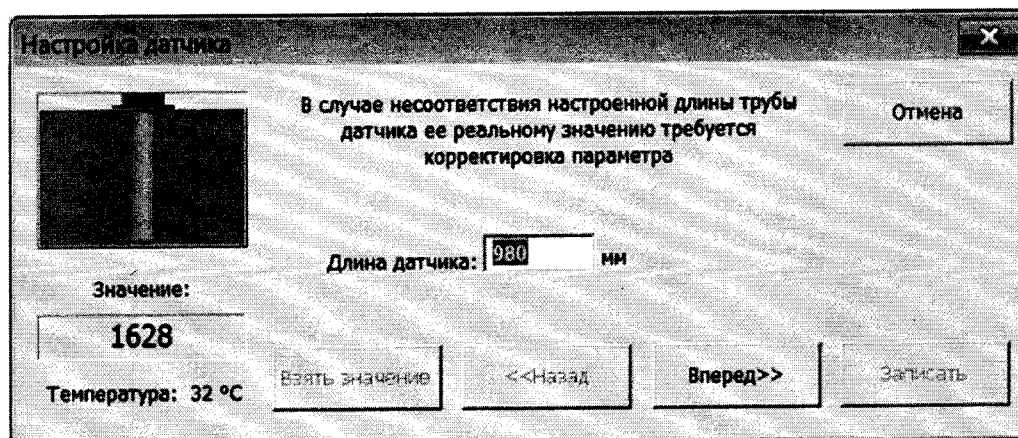 Настройка датчика
В случае несоответствия настроенной длины трубы
датчика ее реальному значению требуется
корректировка параметра
Отмена
Длина датчика: 980 мм
Значение:
1628
Температура: 32 °C
Взять значение
<<Назад
Вперед>>
Записать